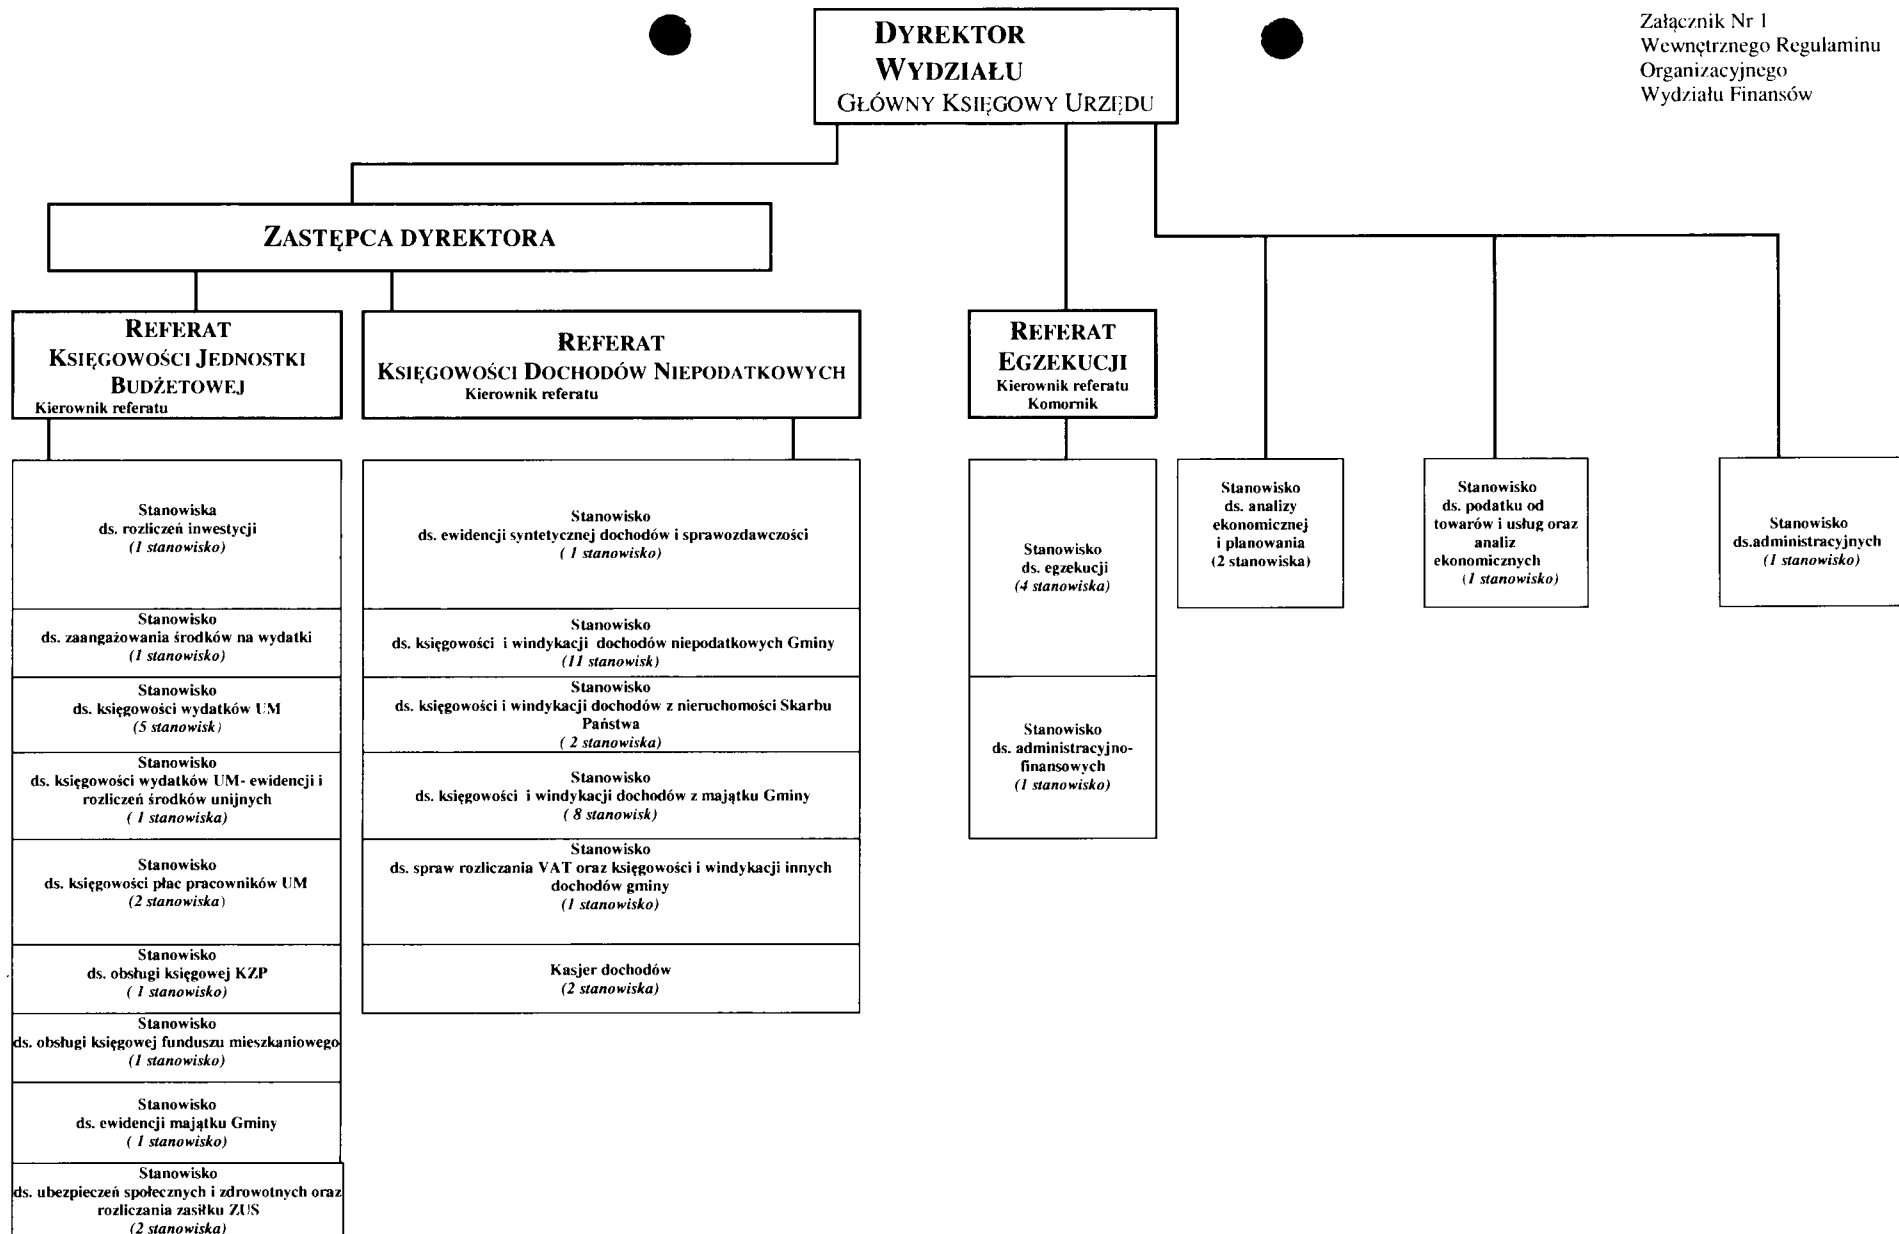 Załącznik Nr 1
Wewnętrznego Regulaminu
Organizacyjnego
Wydziału Finansów
DYREKTOR
WYDZIAŁU
GŁÓWNY KSIĘGOWY URZĘDU
ZASTĘPCA DYREKTORA
REFERAT
KSIĘGOWOŚCI JEDNOSTKI
BUDŻETOWEJ
Kierownik referatu
Stanowiska
ds. rozliczeń inwestycji
(1 stanowisko)
Stanowisko
ds. zaangażowania środków na wydatki
(1 stanowisko)
Stanowisko
ds. księgowości wydatków UM
(5 stanowisk)
Stanowisko
ds. księgowości wydatków UM- ewidencji i
rozliczeń środków unijnych
( 1 stanowiska)
Stanowisko
ds. księgowości płac pracowników UM
(2 stanowiska)
Stanowisko
ds. obsługi księgowej KZP
( 1 stanowisko)
Stanowisko
ds. obsługi księgowej funduszu mieszkaniowego
(1 stanowisko)
Stanowisko
ds. ewidencji majątku Gminy
( 1 stanowisko)
Stanowisko
ds. ubezpieczeń społecznych i zdrowotnych oraz
rozliczania zasiłku ZUS
(2 stanowiska)
REFERAT
KSIĘGOWOŚCI DOCHODÓW NIEPODATKOWYCH
Kierownik referatu
Stanowisko
ds. ewidencji syntetycznej dochodów i sprawozdawczości
( 1 stanowisko)
Stanowisko
ds. księgowości i windykacji dochodów niepodatkowych Gminy
(11 stanowisk)
Stanowisko
ds. księgowości i windykacji dochodów z nieruchomości Skarbu
Państwa
( 2 stanowiska)
Stanowisko
ds. księgowości i windykacji dochodów z majątku Gminy
( 8 stanowisk)
Stanowisko
ds. spraw rozliczania VAT oraz księgowości i windykacji innych
dochodów gminy
(1 stanowisko)
Kasjer dochodów
(2 stanowiska)
REFERAT
EGZEKUCJI
Kierownik referatu
Komornik
Stanowisko
ds. egzekucji
(4 stanowiska)
Stanowisko
ds. administracyjno-
finansowych
(1 stanowisko)
Stanowisko
ds. analizy
ekonomicznej
i planowania
(2 stanowiska)
Stanowisko
ds. podatku od
towarów i usług oraz
analiz
ekonomicznych
(1 stanowisko)
Stanowisko
ds.administracyjnych
(1 stanowisko)